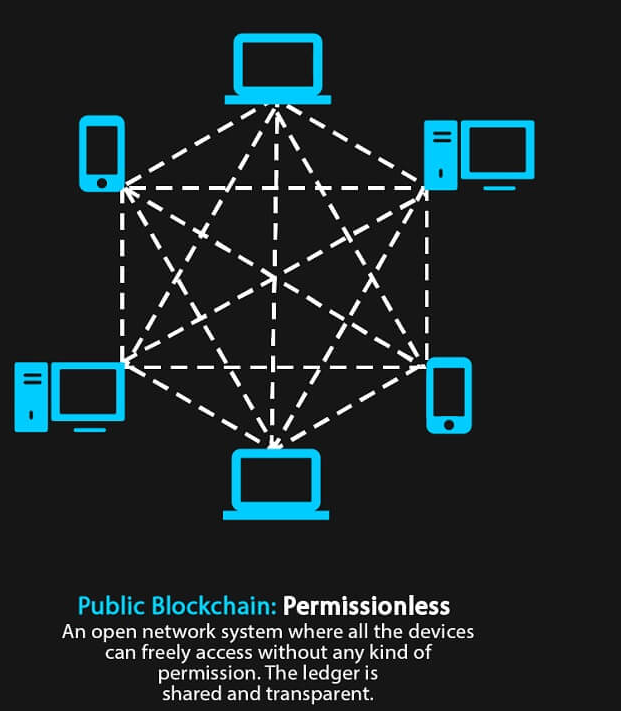 Public Blockchain: Permissionless
An open network system where all the devices
can freely access without any kind of
permission. The ledger is
shared and transparent.